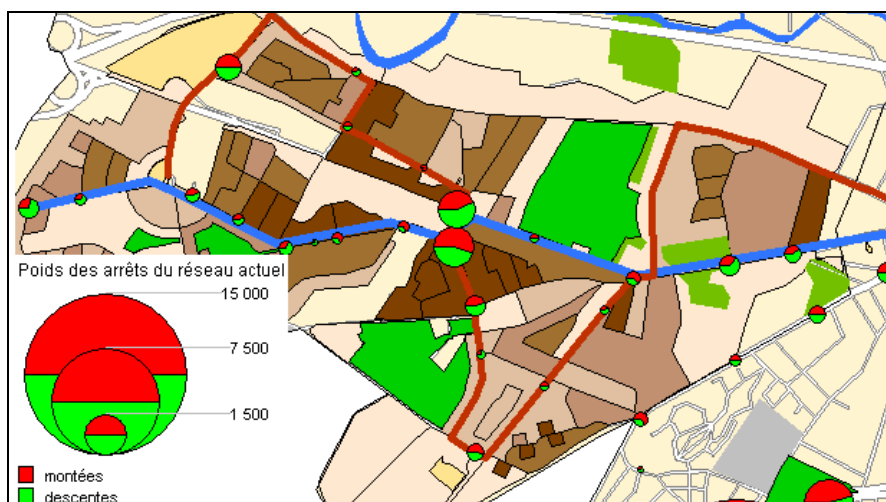 Poids des arrêts du réseau actuel
15 000
7 500
1 500
montées
descentes